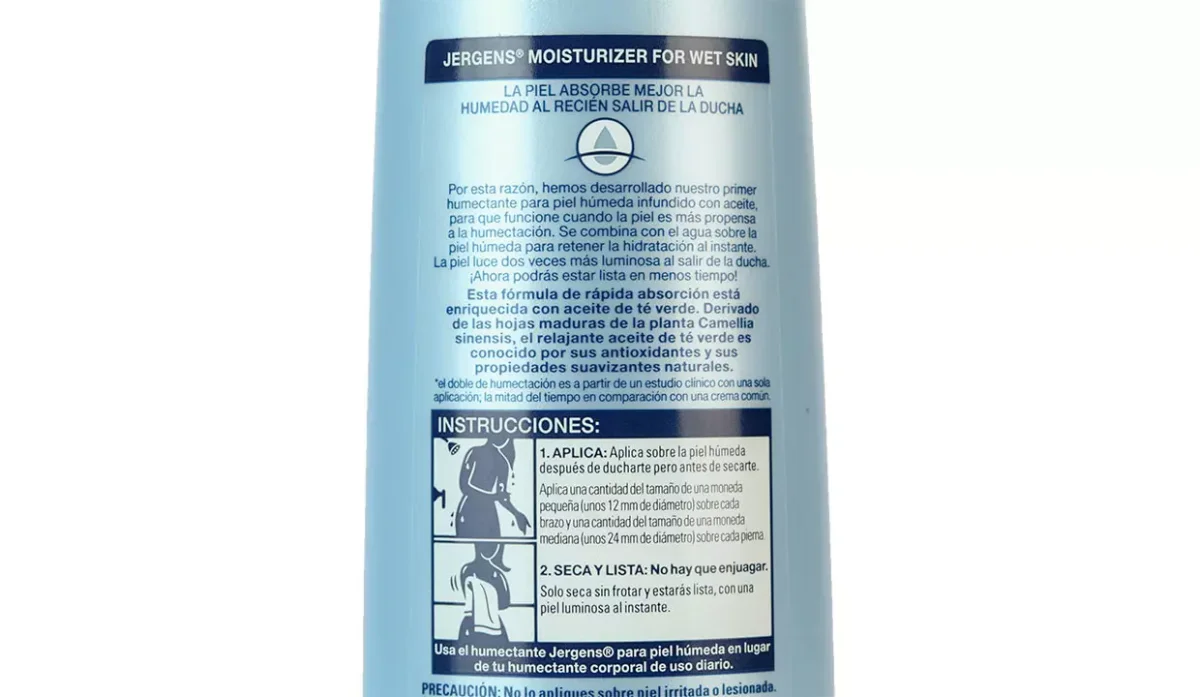 JERGENS® MOISTURIZER FOR WET SKIN
LA PIEL ABSORBE MEJOR LA
HUMEDAD AL RECIÉN SALIR DE LA DUCHA
Por esta razón, hemos desarrollado nuestro primer
humectante para piel húmeda infundido con aceite,
para que funcione cuando la piel es más propensa
a la humectación. Se combina con el agua sobre la
piel húmeda para retener la hidratación al instante.
La piel luce dos veces más luminosa al salir de la ducha.
¡Ahora podrás estar lista en menos tiempo!
Esta fórmula de rápida absorción está
enriquecida con aceite de té verde. Derivado
de las hojas maduras de la planta Camellia
sinensis, el relajante aceite de té verde es
conocido por sus antioxidantes y sus
propiedades suavizantes naturales.
*el doble de humectación es a partir de un estudio clínico con una sola
aplicación; la mitad del tiempo en comparación con una crema común.
INSTRUCCIONES:
1. APLICA: Aplica sobre la piel húmeda
después de ducharte pero antes de secarte.
Aplica una cantidad del tamaño de una moneda
pequeña (unos 12 mm de diámetro) sobre cada
brazo y una cantidad del tamaño de una moneda
mediana (unos 24 mm de diámetro) sobre cada pierna.
2. SECA Y LISTA: No hay que enjuagar.
Solo seca sin frotar y estarás lista, con una
piel luminosa al instante.
Usa el humectante Jergens® para piel húmeda en lugar
de tu humectante corporal de uso diario.
PRECAUCIÓN: No lo apliques sobre piel irritada o lesionada.